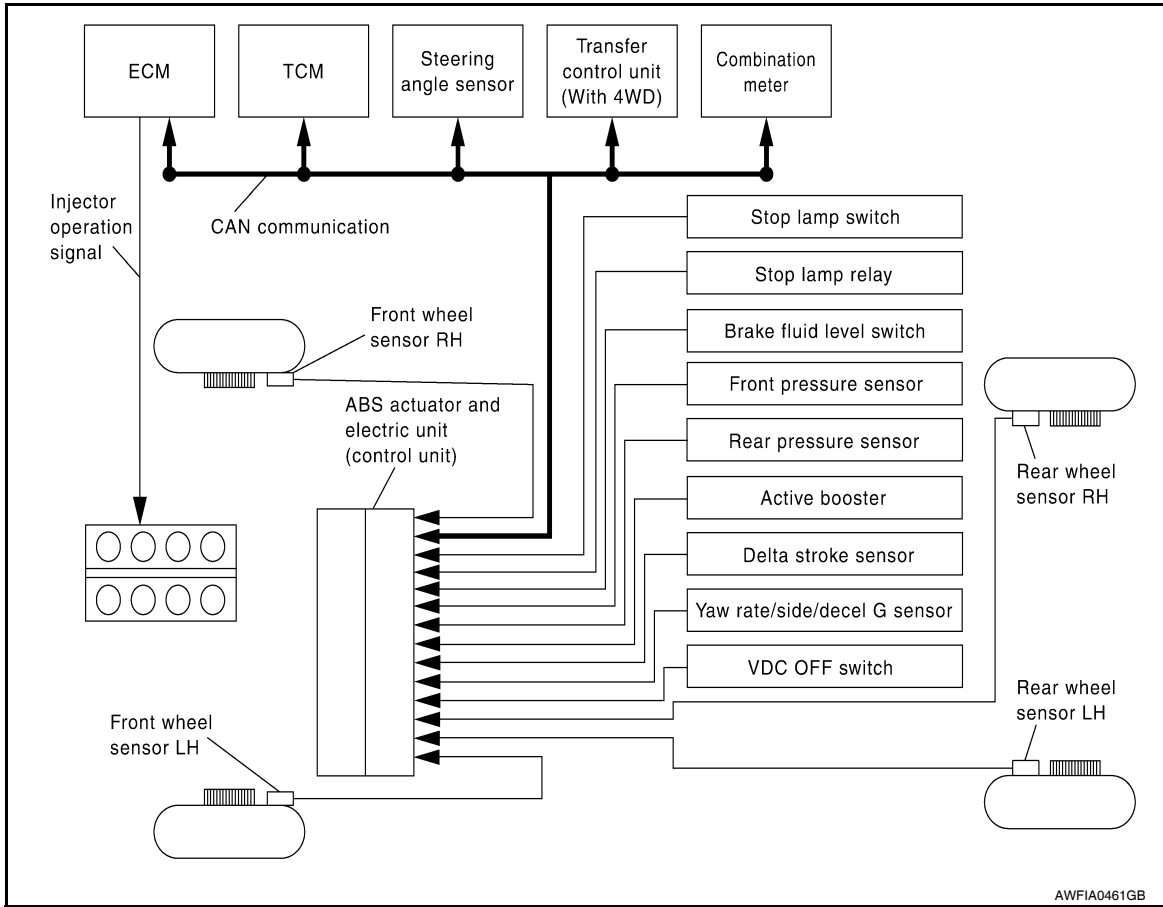 ECM
TCM
Steering
angle sensor
Transfer
control unit
(With 4WD)
Combination
meter
Injector
operation
signal
CAN communication
Stop lamp switch
Stop lamp relay
Brake fluid level switch
Front pressure sensor
Rear pressure sensor
Active booster
Delta stroke sensor
Yaw rate/side/decel G sensor
VDC OFF switch
Front wheel
sensor RH
ABS actuator and
electric unit
(control unit)
Rear wheel
sensor RH
Rear wheel
sensor LH
Front wheel
sensor LH
AWFIA0461GB